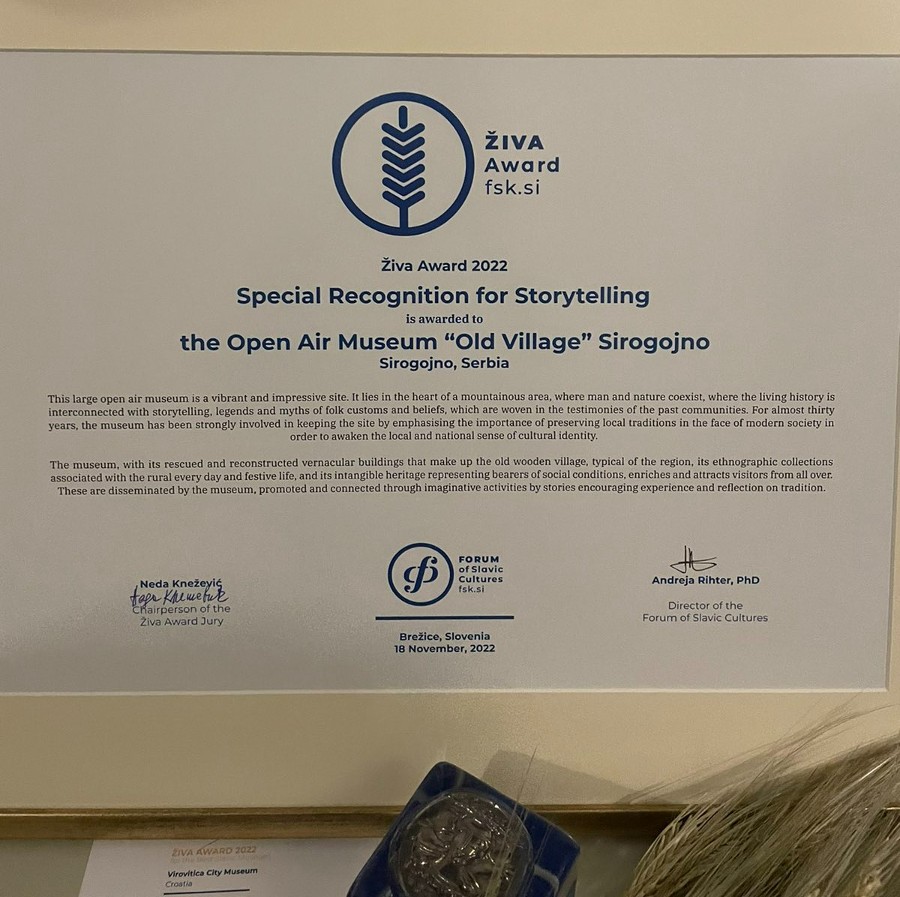 ŽIVA
Award
fsk.si
Živa Award 2022
Special Recognition for Storytelling
is awarded to
the Open Air Museum “Old Village” Sirogojno
Sirogojno, Serbia
This large open air museum is a vibrant and impressive site. It lies in the heart of a mountainous area, where man and nature coexist, where the living history is
interconnected with storytelling, legends and myths of folk customs and beliefs, which are woven in the testimonies of the past communities. For almost thirty
years, the museum has been strongly involved in keeping the site by emphasising the importance of preserving local traditions in the face of modern society in
order to awaken the local and national sense of cultural identity.
The museum, with its rescued and reconstructed vernacular buildings that make up the old wooden village, typical of the region, its ethnographic collections
associated with the rural every day and festive life, and its intangible heritage representing bearers of social conditions, enriches and attracts visitors from all over.
These are disseminated by the museum, promoted and connected through imaginative activities by stories encouraging experience and reflection on tradition.
Neda Knežević
Chairperson of the
Živa Award Jury
FORUM
of Slavic
Cultures
fsk.si
Brežice, Slovenia
18 November, 2022
Andreja Rihter, PhD
Director of the
Forum of Slavic Cultures
ŽIVA AWARD 2022
Virovitica City Museum
Croatia